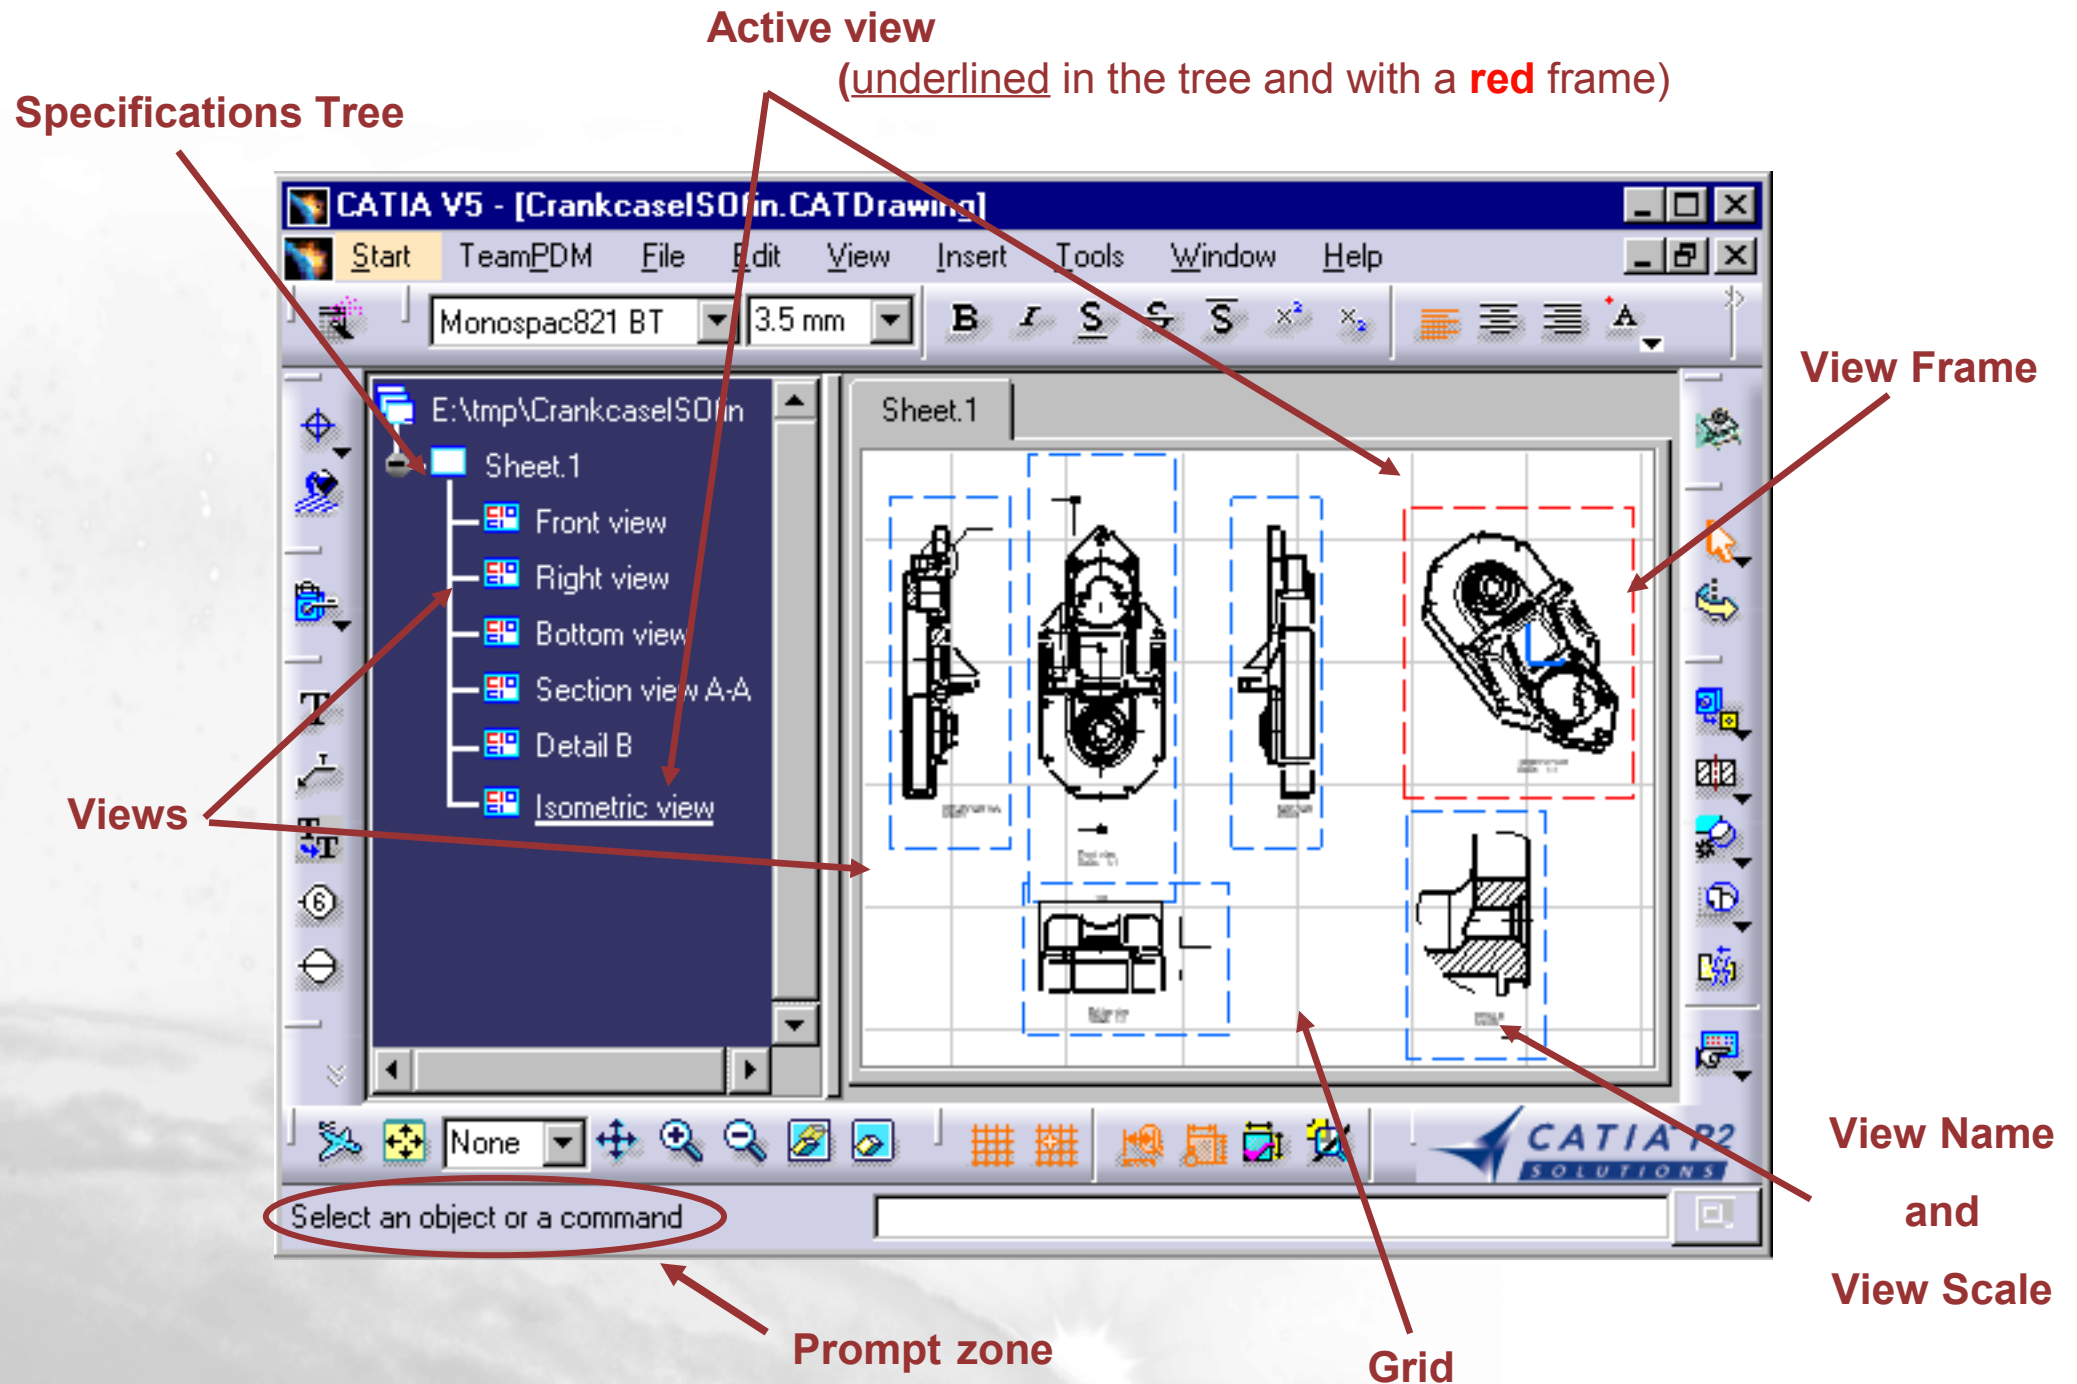 Active view
(underlined in the tree and with a red frame)
Specifications Tree
CATIA V5 - [CrankcaseISOfin.CATDrawing]
Start TeamPDM File Edit View Insert Tools Window Help
Monospac821 BT 3.5 mm B I S S S x² x₂ A
View Frame
E:\tmp\CrankcaseISOfin
Sheet.1
Sheet.1
Front view
Right view
Bottom view
Section view A-A
Detail B
Isometric view
Views
T
T
T
T
6
None
CATIA P2
SOLUTIONS
Select an object or a command
View Name
and
View Scale
Prompt zone
Grid